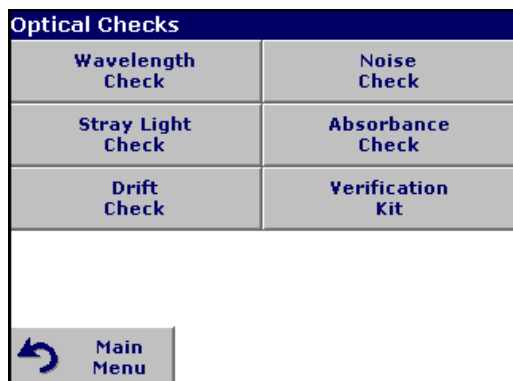 Optical Checks
Wavelength
Check
Noise
Check
Stray Light
Check
Absorbance
Check
Drift
Check
Verification
Kit
Main
Menu